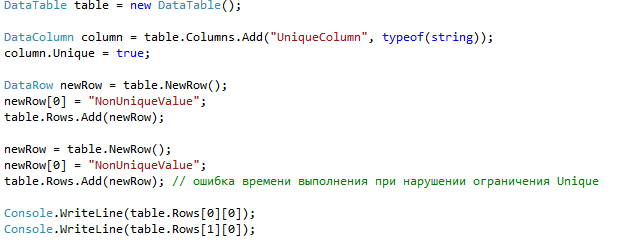 DataTable table = new DataTable();
DataColumn column = table.Columns.Add("UniqueColumn", typeof(string));
column.Unique = true;
DataRow newRow = table.NewRow();
newRow[0] = "NonUniqueValue";
table.Rows.Add(newRow);
newRow = table.NewRow();
newRow[0] = "NonUniqueValue";
table.Rows.Add(newRow); // ошибка времени выполнения при нарушении ограничения Unique
Console.WriteLine(table.Rows[0][0]);
Console.WriteLine(table.Rows[1][0]);